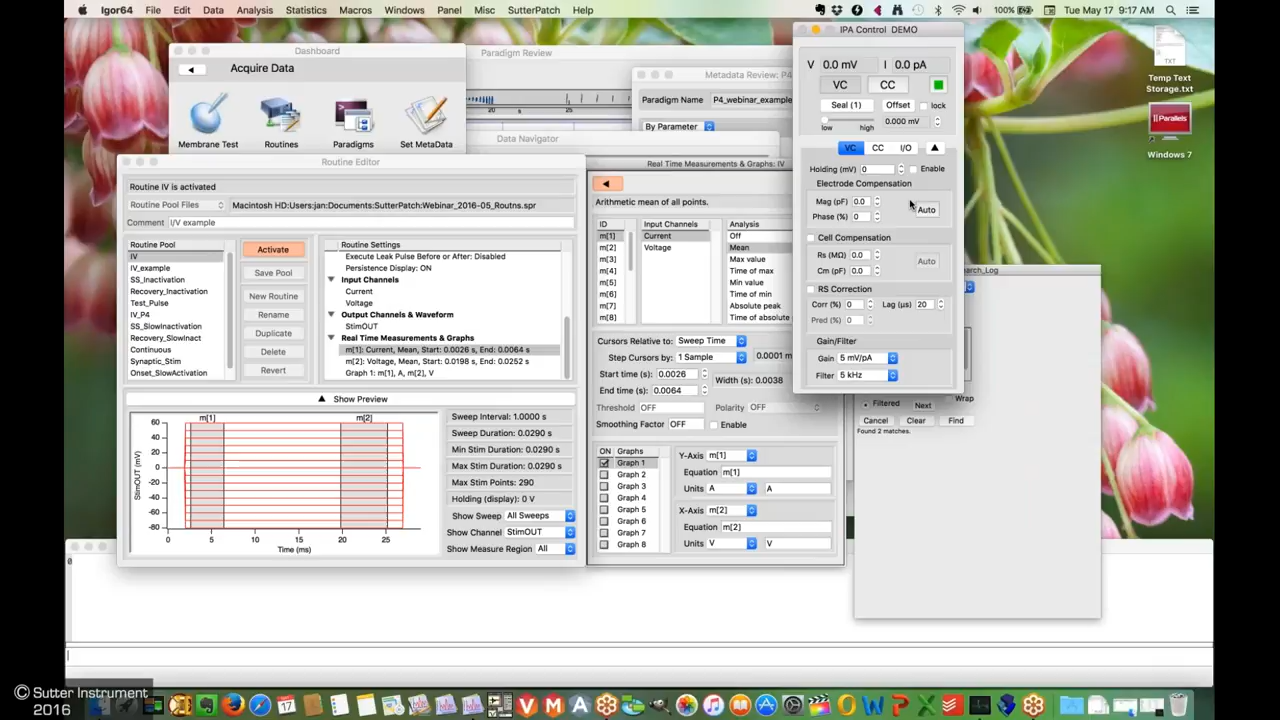 Igor64 File Edit Data Analysis Statistics Macros Windows Panel Misc SutterPatch Help
100% Tue May 17 9:17 AM
Dashboard
Acquire Data
Membrane Test Routines Paradigms Set MetaData
Paradigm Review
20 25
Metadata Review: P4
Paradigm Name P4_webinar_example
By Parameter
Data Navigator
IPA Control DEMO
V 0.0 mV I 0.0 pA
VC CC
Seal (1) Offset lock
low high 0.000 mV
VC CC I/O
Holding (mV) 0 Enable
Electrode Compensation
Mag (pF) 0.0
Phase (%) 0
Auto
Cell Compensation
Rs (MΩ) 0.0
Cm (pF) 0.0
Auto
RS Correction
Corr (%) 0 Lag (µs) 20
Pred (%) 0
Gain/Filter
Gain 5 mV/pA
Filter 5 kHz
Temp Text
Storage.txt
Parallels
Windows 7
Routine Editor
Routine IV is activated
Routine Pool Files Macintosh HD:Users:jan:Documents:SutterPatch:Webinar_2016-05_Routns.spr
Comment I/V example
Routine Pool
IV
IV_example
SS_Inactivation
Recovery_Inactivation
Test_Pulse
IV_P4
SS_SlowInactivation
Recovery_SlowInact
Continuous
Synaptic_Stim
Onset_SlowActivation
Activate
Save Pool
New Routine
Rename
Duplicate
Delete
Revert
Routine Settings
Execute Leak Pulse Before or After: Disabled
Persistence Display: ON
Input Channels
Current
Voltage
Output Channels & Waveform
StimOUT
Real Time Measurements & Graphs
m[1]: Current, Mean, Start: 0.0026 s, End: 0.0064 s
m[2]: Voltage, Mean, Start: 0.0198 s, End: 0.0252 s
Graph 1: m[1], A, m[2], V
Show Preview
m[1] m[2]
StimOUT (mV)
60
40
20
0
-20
-40
-60
-80
0 5 10 15 20 25
Time (ms)
Sweep Interval: 1.0000 s
Sweep Duration: 0.0290 s
Min Stim Duration: 0.0290 s
Max Stim Duration: 0.0290 s
Max Stim Points: 290
Holding (display): 0 V
Show Sweep All Sweeps
Show Channel StimOUT
Show Measure Region All
Real Time Measurements & Graphs: IV
Arithmetic mean of all points.
ID
m[1]
m[2]
m[3]
m[4]
m[5]
m[6]
m[7]
m[8]
Input Channels
Current
Voltage
Analysis
Off
Mean
Max value
Time of max
Min value
Time of min
Absolute peak
Time of absolute
Cursors Relative to: Sweep Time
Step Cursors by: 1 Sample 0.0001
Start time (s): 0.0026
End time (s): 0.0064
Width (s): 0.0038
Threshold OFF Polarity OFF
Smoothing Factor OFF Enable
ON Graphs
Graph 1
Graph 2
Graph 3
Graph 4
Graph 5
Graph 6
Graph 7
Graph 8
Y-Axis m[1]
Equation m[1]
Units A A
X-Axis m[2]
Equation m[2]
Units V V
arch_Log
Wrap
Filtered Next
Cancel Clear Find
Found 2 matches.
0
© Sutter Instrument
2016
17